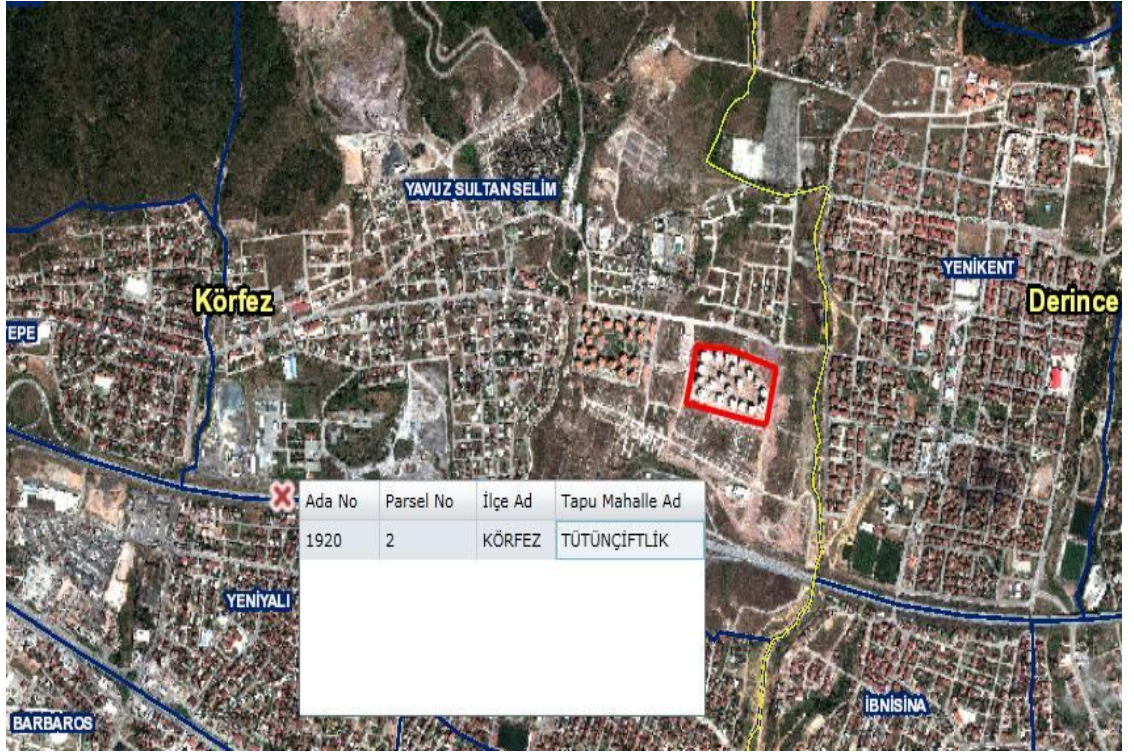 YAVUZ SULTAN SELİM
YENİKENT
Körfez
Derince
TEPE
Ada No Parsel No İlçe Ad Tapu Mahalle Ad
1920 2 KÖRFEZ TÜTÜNÇİFTLİK
YENİYALI
İBNİSİNA
BARBAROS